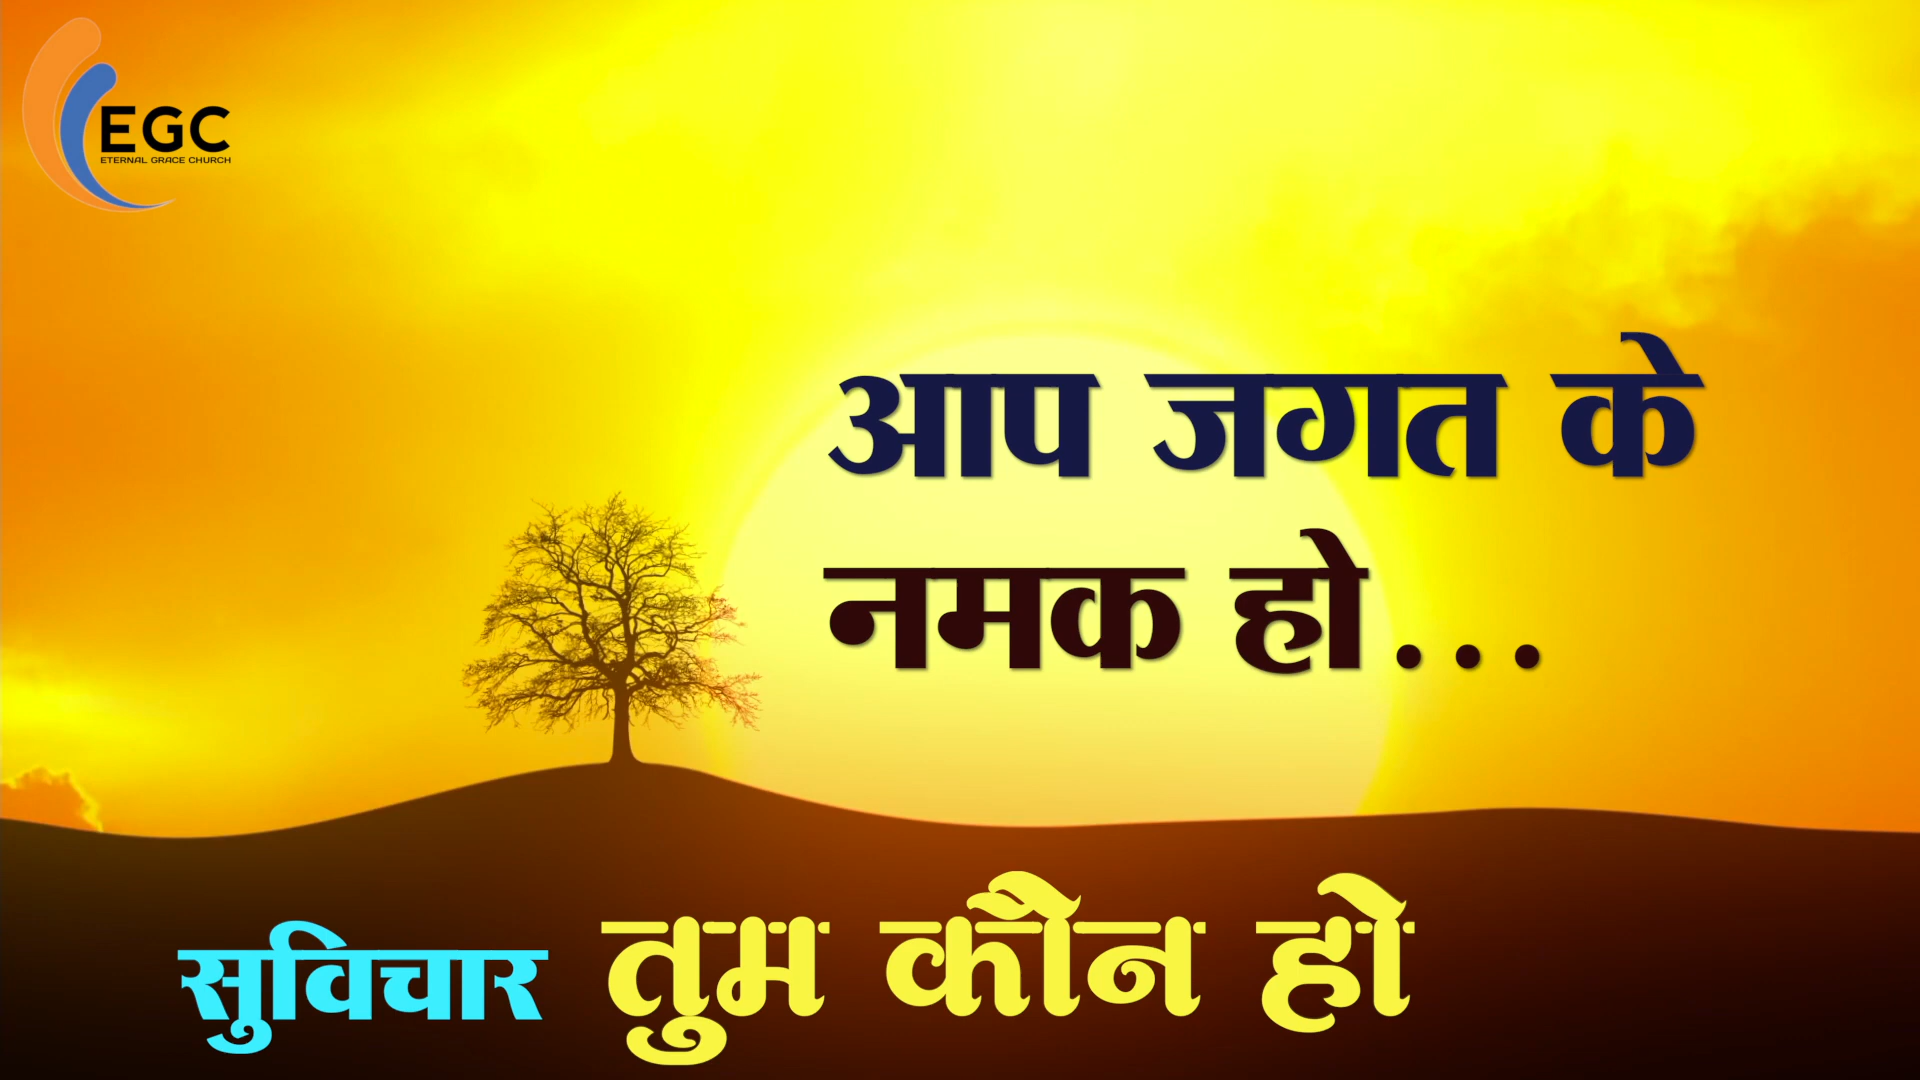 EGC
ETERNAL GRACE CHURCH
आप जगत के
नमक हो...
सुविचार तुम कौन हो